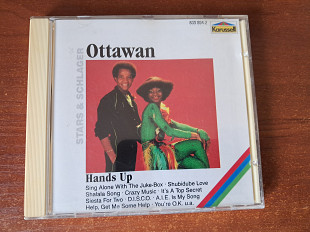 Karussell
Ottawan
STARS & SCHLAGER
Hands Up
Sing Alone With The Juke-Box · Shubidube Love
Shalala Song · Crazy Music · It's A Top Secret
Siesta For Two · D.I.S.C.O. · A.I.E. Is My Song
Help, Get Me Some Help · You're O.K. u.a.